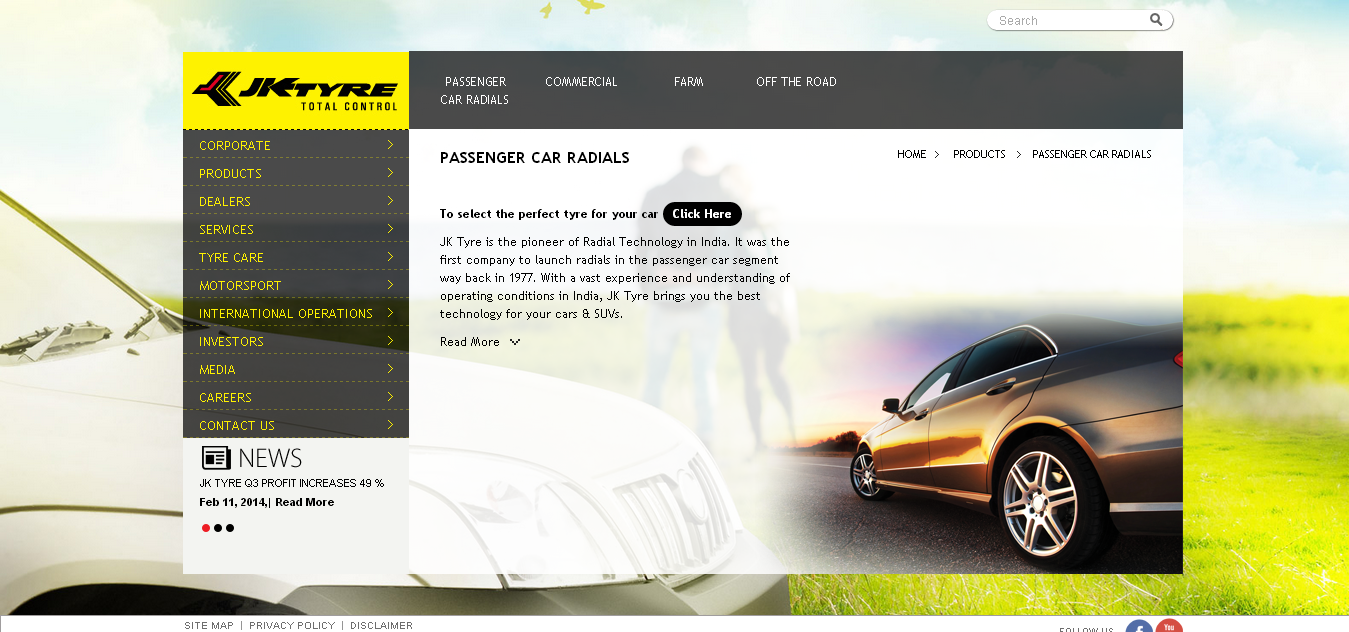 Search
JK TYRE
TOTAL CONTROL
PASSENGER
CAR RADIALS
COMMERCIAL
FARM
OFF THE ROAD
CORPORATE
PRODUCTS
DEALERS
SERVICES
TYRE CARE
MOTORSPORT
INTERNATIONAL OPERATIONS
INVESTORS
MEDIA
CAREERS
CONTACT US
NEWS
JK TYRE Q3 PROFIT INCREASES 49 %
Feb 11, 2014,| Read More
PASSENGER CAR RADIALS
HOME > PRODUCTS > PASSENGER CAR RADIALS
To select the perfect tyre for your car Click Here
JK Tyre is the pioneer of Radial Technology in India. It was the
first company to launch radials in the passenger car segment
way back in 1977. With a vast experience and understanding of
operating conditions in India, JK Tyre brings you the best
technology for your cars & SUVs.
Read More
SITE MAP | PRIVACY POLICY | DISCLAIMER
FOLLOW US
You